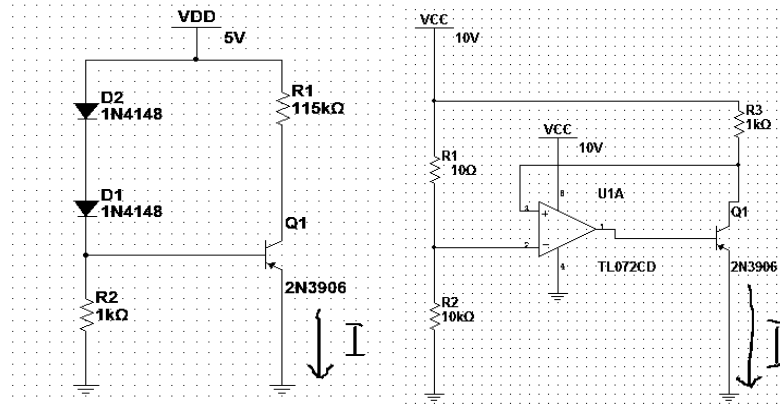 VDD
5V
D2
1N4148
R1
115kΩ
D1
1N4148
Q1
2N3906
R2
1kΩ
I
VCC
10V
R3
1kΩ
VCC
10V
R1
10Ω
U1A
8
3
+
1
2
−
4
Q1
TL072CD
2N3906
R2
10kΩ
I